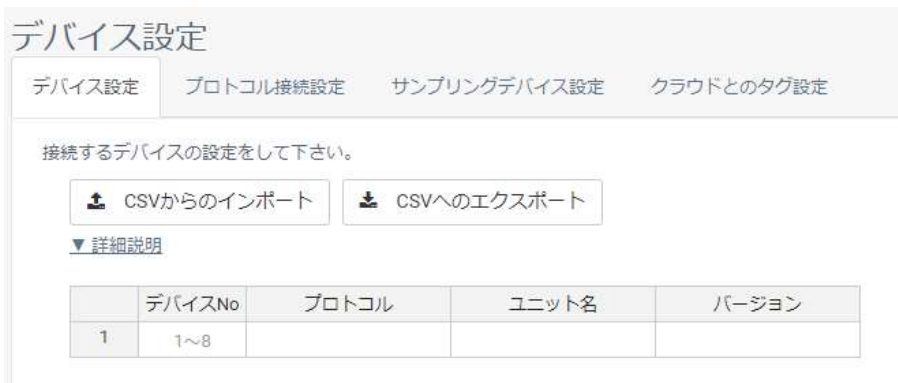 デバイス設定
デバイス設定 プロトコル接続設定 サンプリングデバイス設定 クラウドとのタグ設定
接続するデバイスの設定をして下さい。
CSVからのインポート CSVへのエクスポート
▼ 詳細説明
デバイスNo プロトコル ユニット名 バージョン
1 1～8